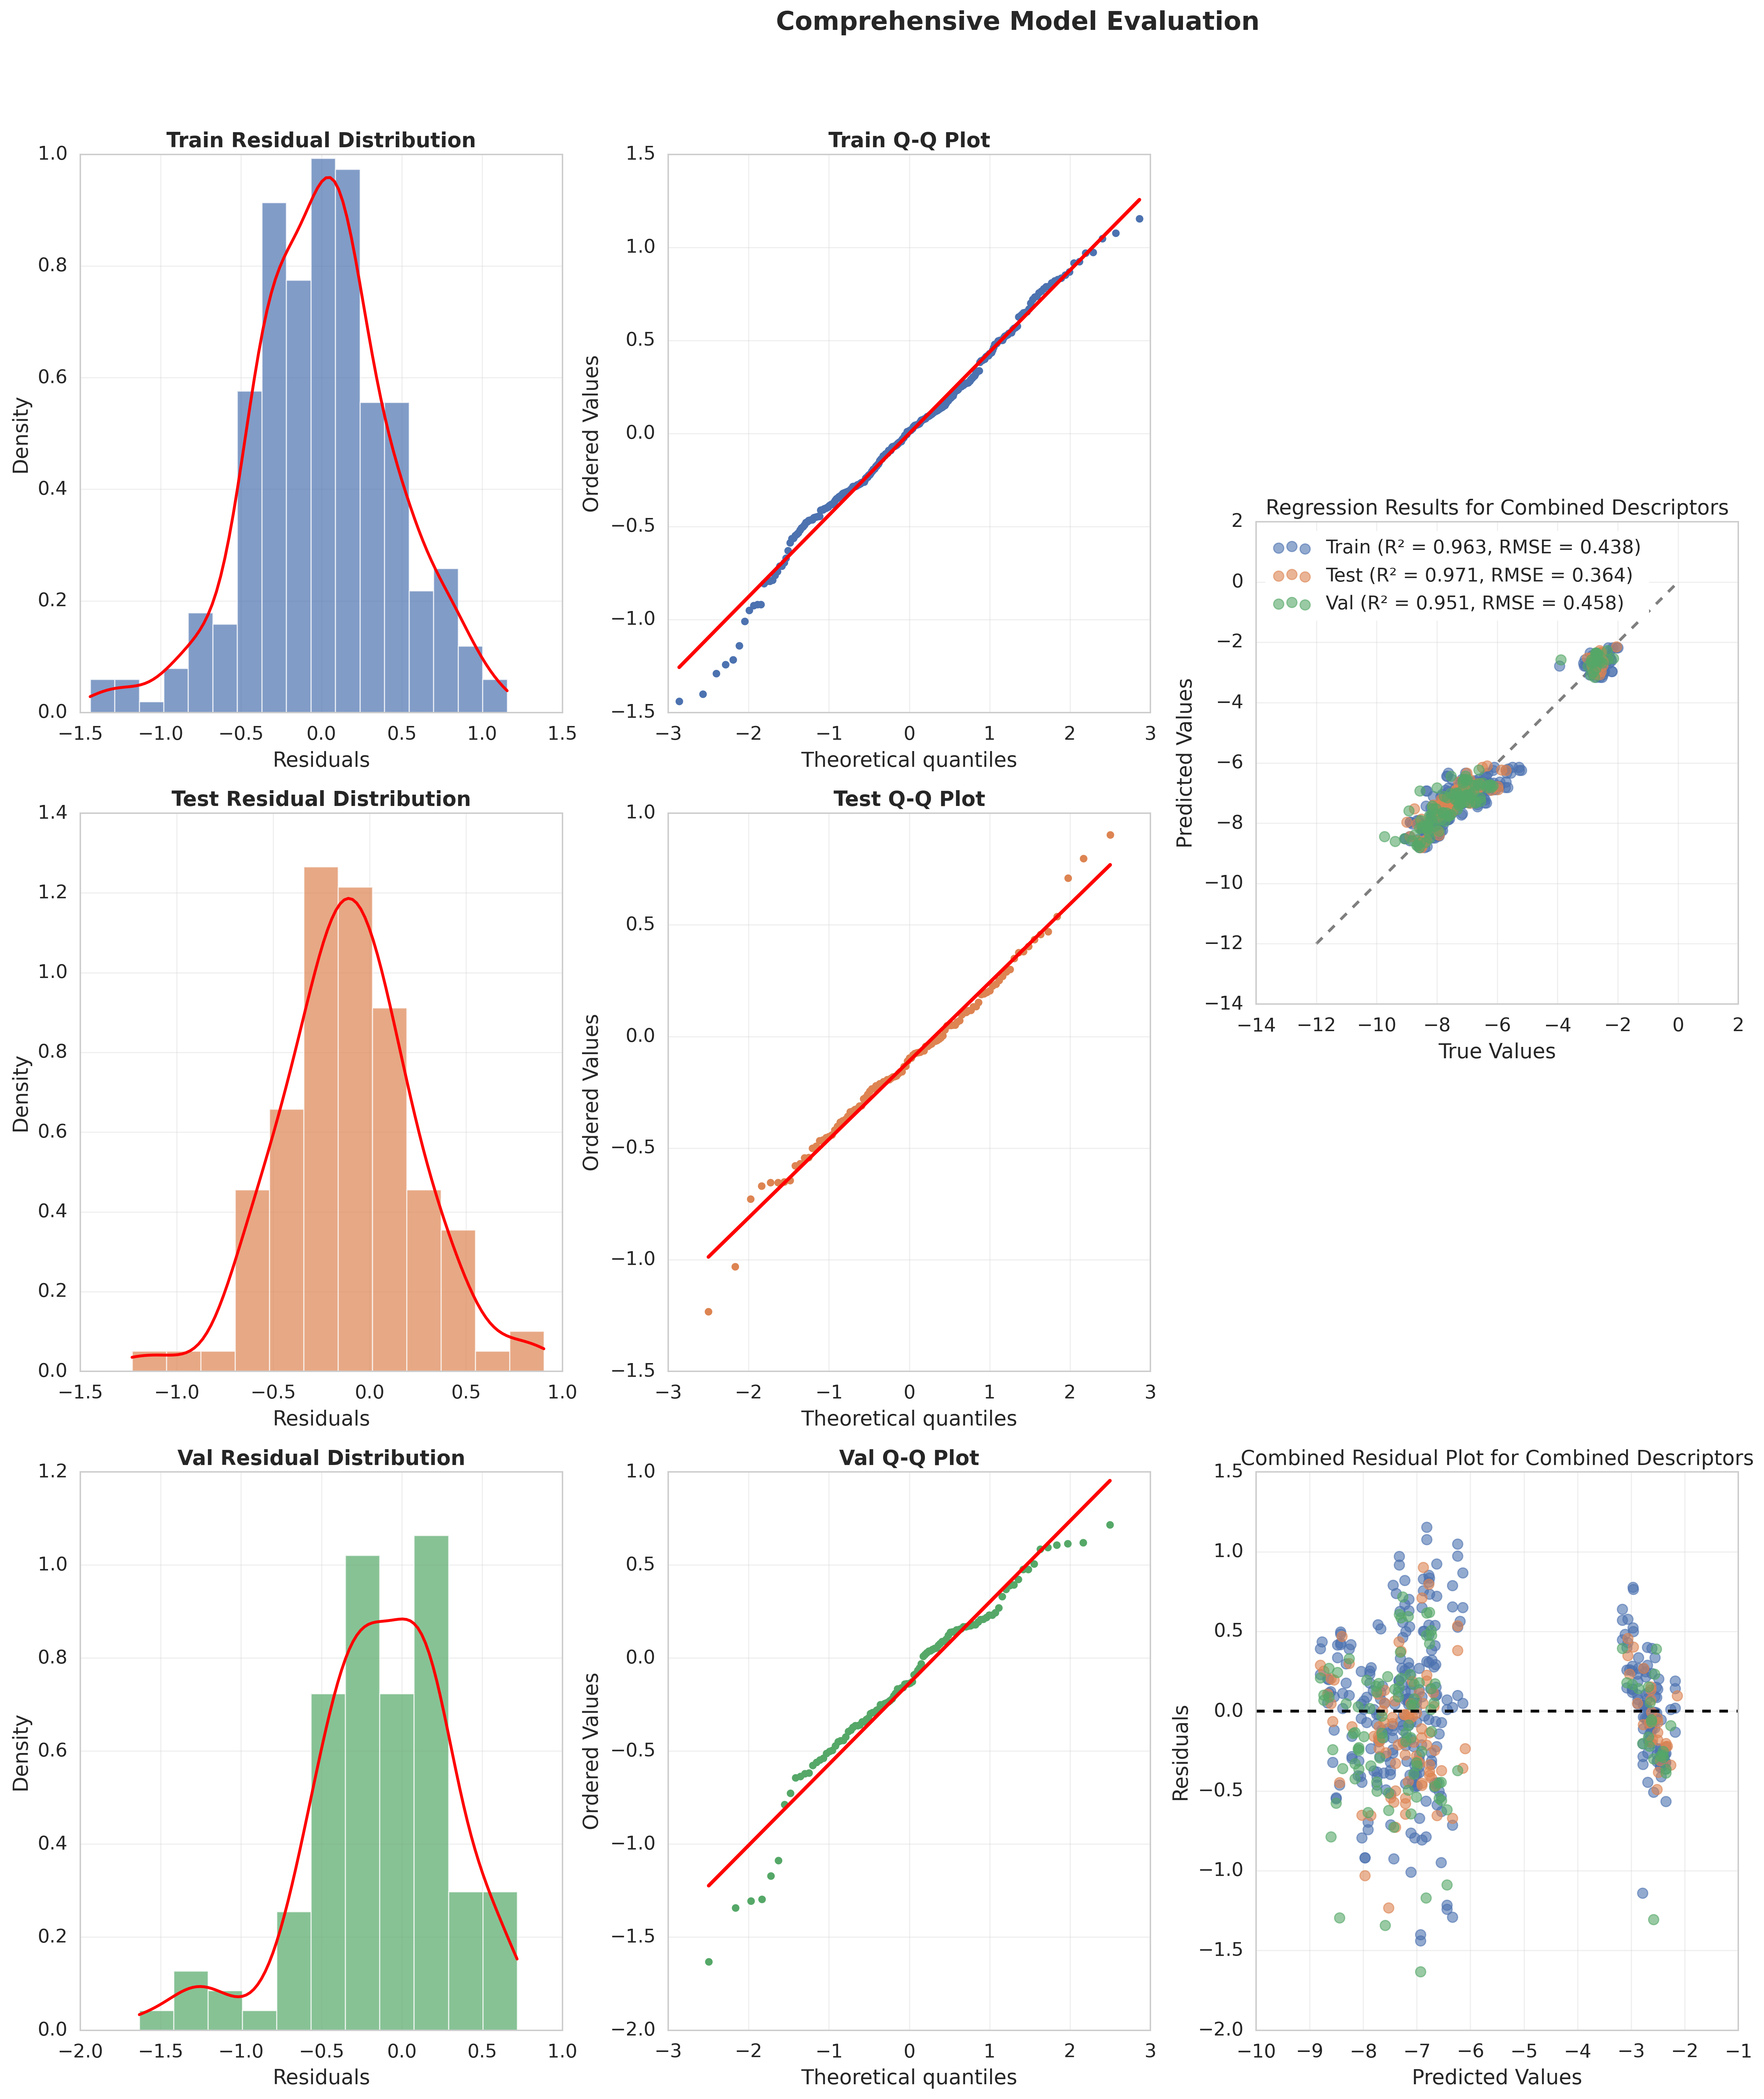 Comprehensive Model Evaluation
Train Residual Distribution
1.0
0.8
0.6
0.4
0.2
0.0
Density
−1.5 −1.0 −0.5 0.0 0.5 1.0 1.5
Residuals
Train Q-Q Plot
1.5
1.0
0.5
0.0
−0.5
−1.0
−1.5
Ordered Values
−3 −2 −1 0 1 2 3
Theoretical quantiles
Regression Results for Combined Descriptors
Train (R² = 0.963, RMSE = 0.438)
Test (R² = 0.971, RMSE = 0.364)
Val (R² = 0.951, RMSE = 0.458)
2
0
−2
−4
−6
−8
−10
−12
−14
Predicted Values
−14 −12 −10 −8 −6 −4 −2 0 2
True Values
Test Residual Distribution
1.4
1.2
1.0
0.8
0.6
0.4
0.2
0.0
Density
−1.5 −1.0 −0.5 0.0 0.5 1.0
Residuals
Test Q-Q Plot
1.0
0.5
0.0
−0.5
−1.0
−1.5
Ordered Values
−3 −2 −1 0 1 2 3
Theoretical quantiles
Val Residual Distribution
1.2
1.0
0.8
0.6
0.4
0.2
0.0
Density
−2.0 −1.5 −1.0 −0.5 0.0 0.5 1.0
Residuals
Val Q-Q Plot
1.0
0.5
0.0
−0.5
−1.0
−1.5
−2.0
Ordered Values
−3 −2 −1 0 1 2 3
Theoretical quantiles
Combined Residual Plot for Combined Descriptors
1.5
1.0
0.5
0.0
−0.5
−1.0
−1.5
−2.0
Residuals
−10 −9 −8 −7 −6 −5 −4 −3 −2 −1
Predicted Values